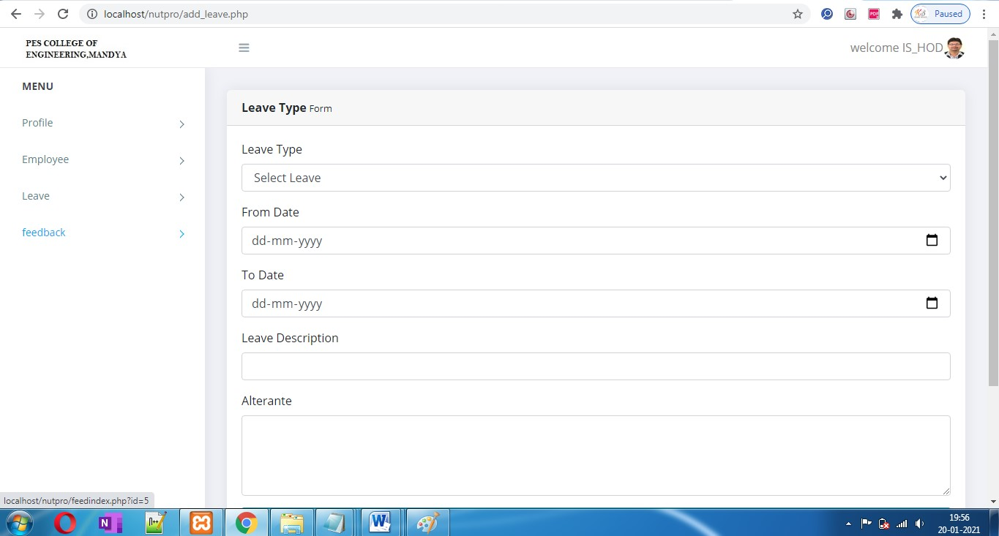 localhost/nutpro/add_leave.php
PDF
Paused
PES COLLEGE OF
ENGINEERING,MANDYA
welcome IS_HOD
MENU
Profile
Employee
Leave
feedback
Leave Type Form
Leave Type
Select Leave
From Date
dd-mm-yyyy
To Date
dd-mm-yyyy
Leave Description
Alterante
localhost/nutpro/feedindex.php?id=5
19:56
20-01-2021